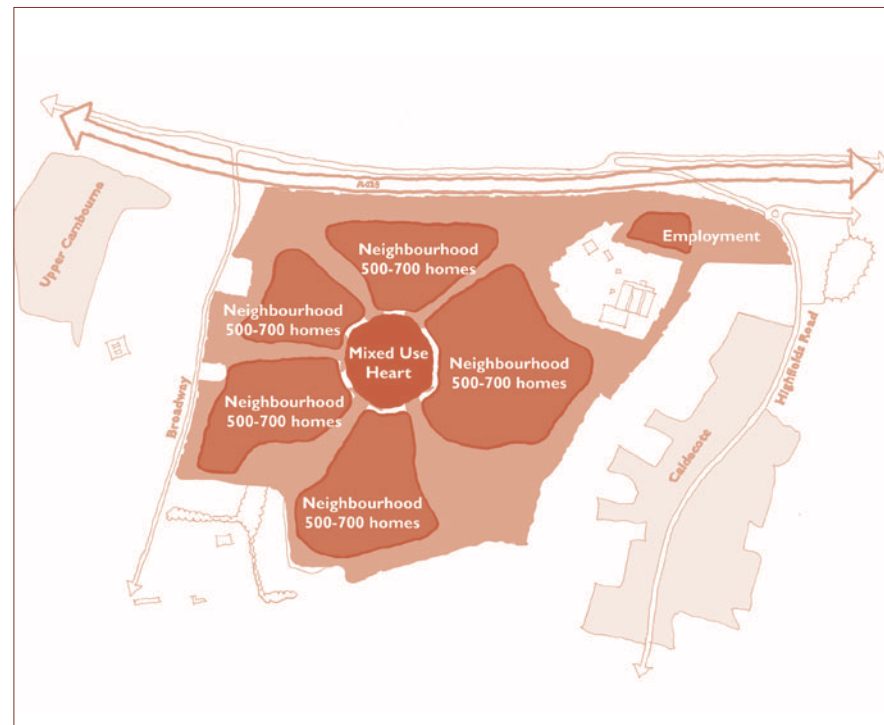 A428
Upper Cambourne
Neighbourhood
500-700 homes
Employment
Neighbourhood
500-700 homes
Mixed Use
Heart
Neighbourhood
500-700 homes
Highfields Road
Neighbourhood
500-700 homes
Broadway
Caldecote
Neighbourhood
500-700 homes